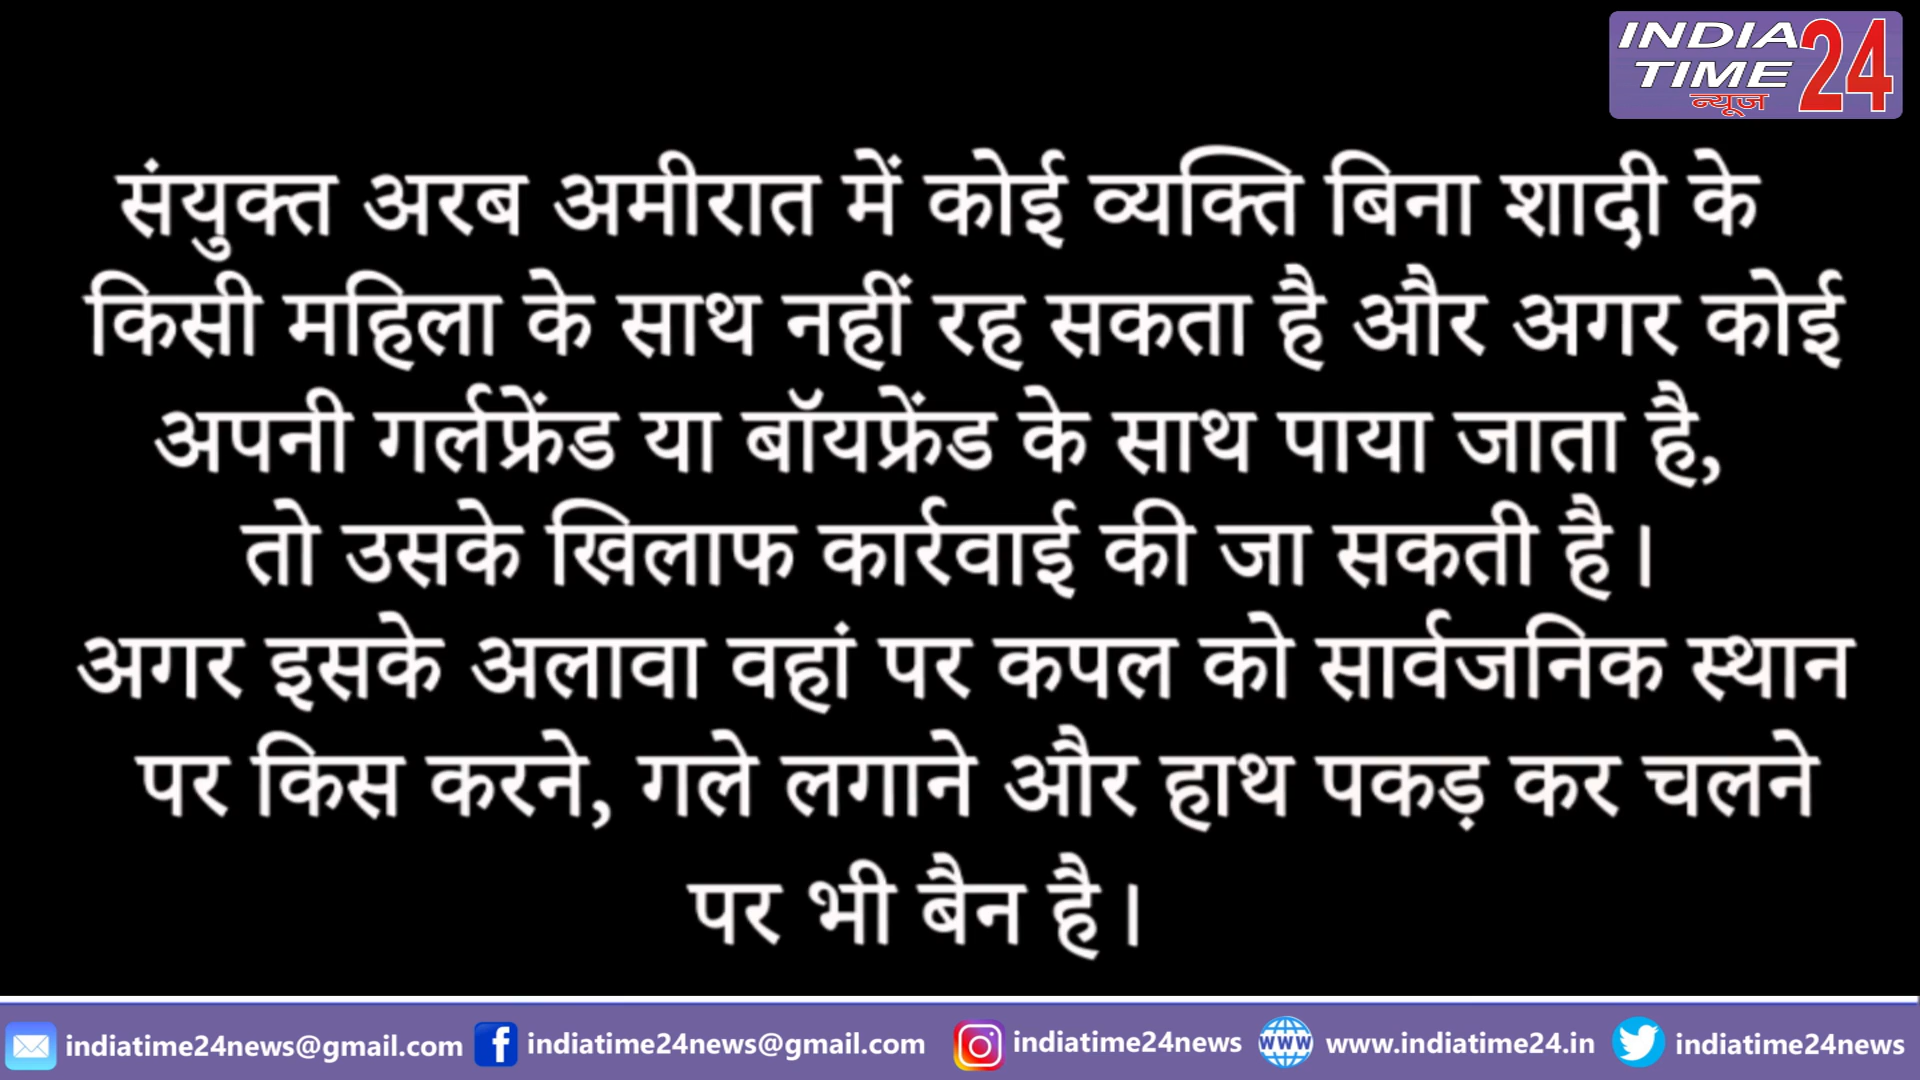 INDIA
TIME 24
न्यूज
संयुक्त अरब अमीरात में कोई व्यक्ति बिना शादी के
किसी महिला के साथ नहीं रह सकता है और अगर कोई
अपनी गर्लफ्रेंड या बॉयफ्रेंड के साथ पाया जाता है,
तो उसके खिलाफ कार्रवाई की जा सकती है।
अगर इसके अलावा वहां पर कपल को सार्वजनिक स्थान
पर किस करने, गले लगाने और हाथ पकड़ कर चलने
पर भी बैन है।
indiatime24news@gmail.com f indiatime24news@gmail.com indiatime24news www www.indiatime24.in indiatime24news